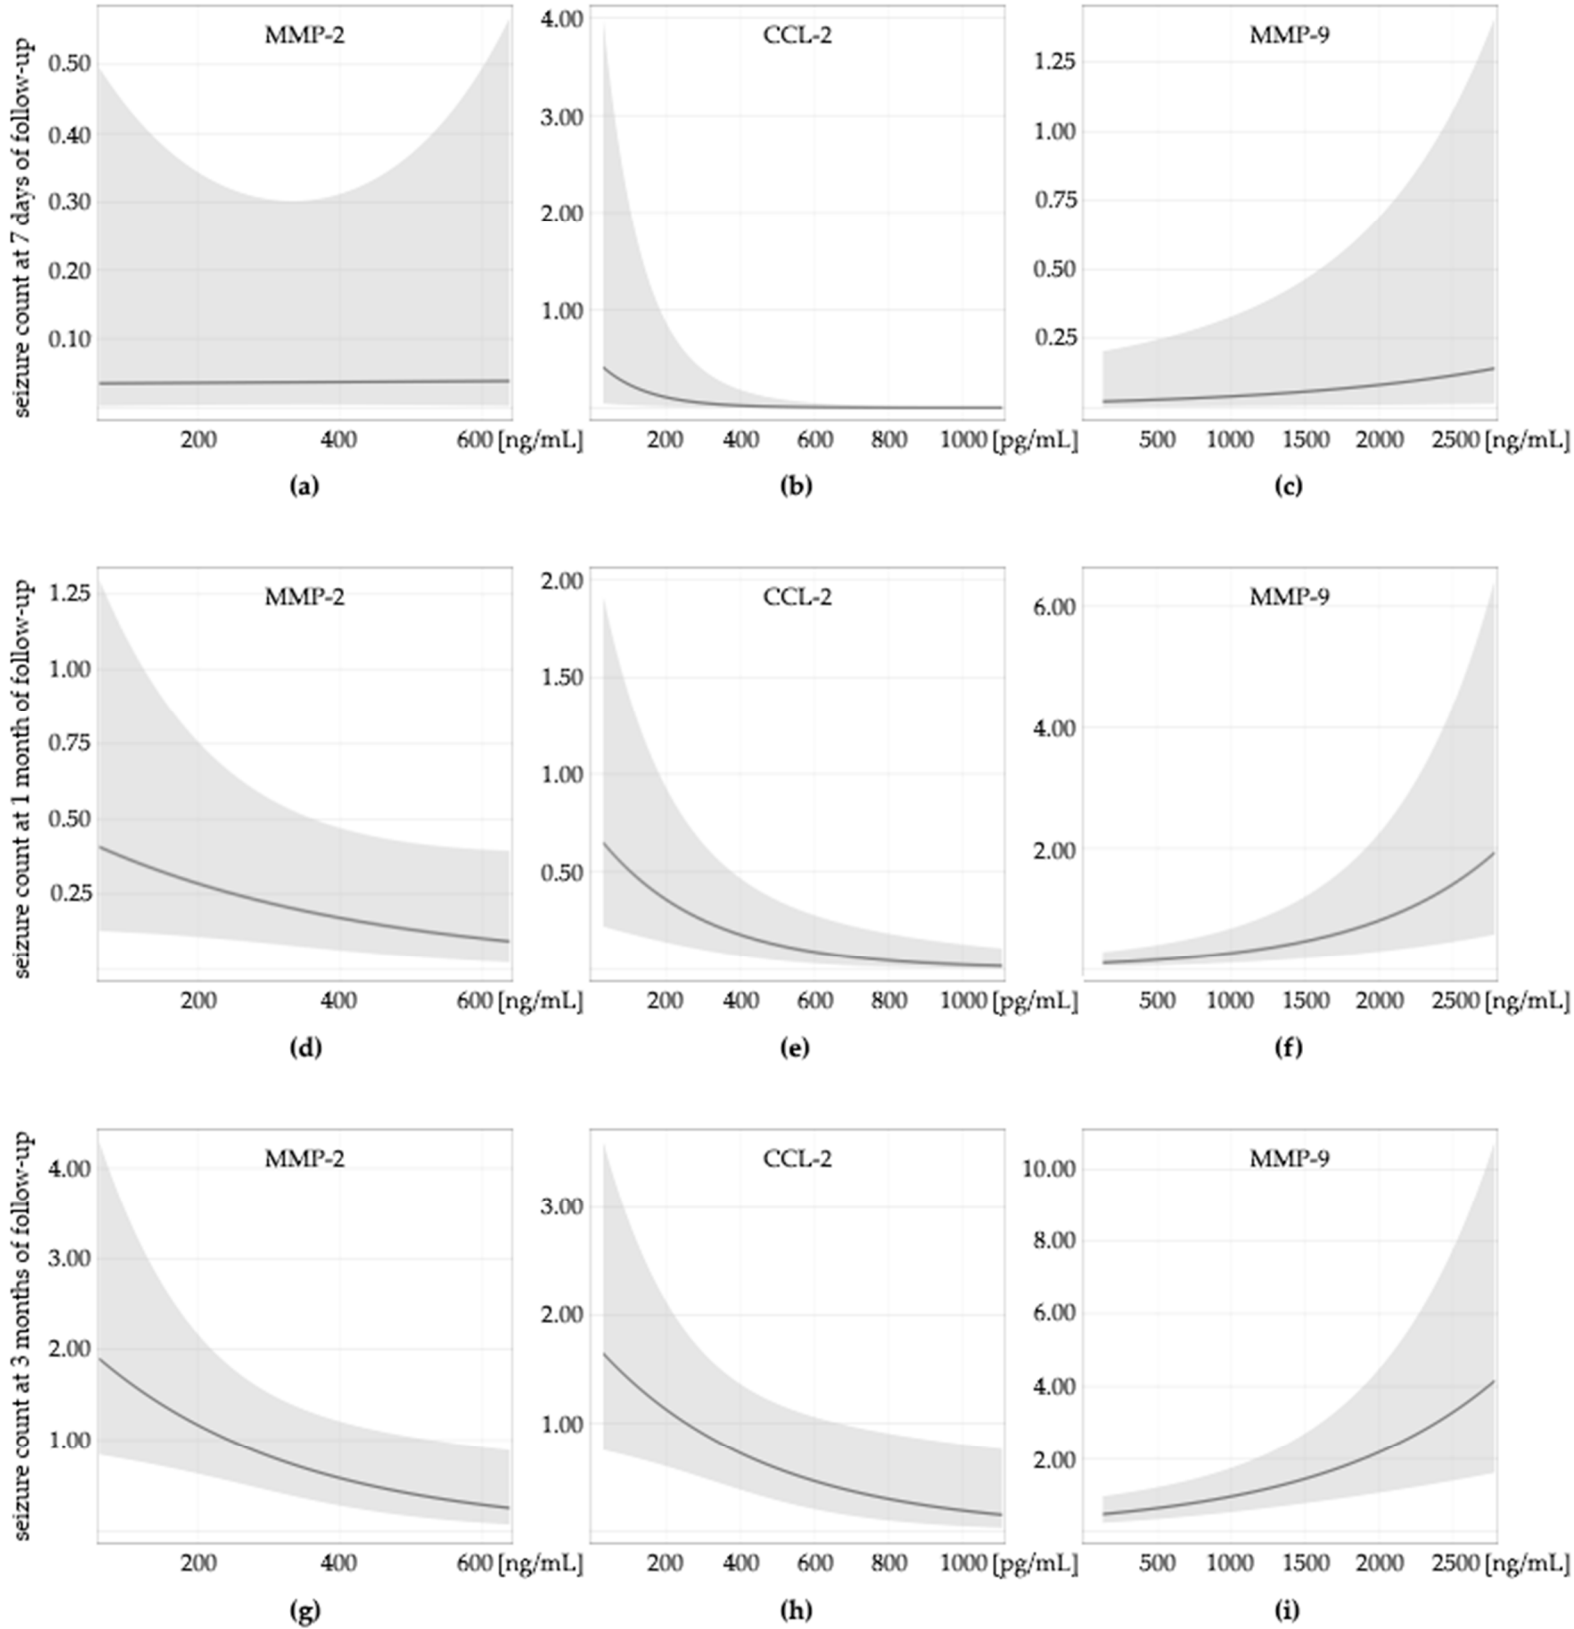 seizure count at 7 days of follow-up
MMP-2
0.50
0.40
0.30
0.20
0.10
200 400 600 [ng/mL]
(a)
CCL-2
4.00
3.00
2.00
1.00
200 400 600 800 1000 [pg/mL]
(b)
MMP-9
1.25
1.00
0.75
0.50
0.25
500 1000 1500 2000 2500 [ng/mL]
(c)
seizure count at 1 month of follow-up
MMP-2
1.25
1.00
0.75
0.50
0.25
200 400 600 [ng/mL]
(d)
CCL-2
2.00
1.50
1.00
0.50
200 400 600 800 1000 [pg/mL]
(e)
MMP-9
6.00
4.00
2.00
500 1000 1500 2000 2500 [ng/mL]
(f)
seizure count at 3 months of follow-up
MMP-2
4.00
3.00
2.00
1.00
200 400 600 [ng/mL]
(g)
CCL-2
3.00
2.00
1.00
200 400 600 800 1000 [pg/mL]
(h)
MMP-9
10.00
8.00
6.00
4.00
2.00
500 1000 1500 2000 2500 [ng/mL]
(i)